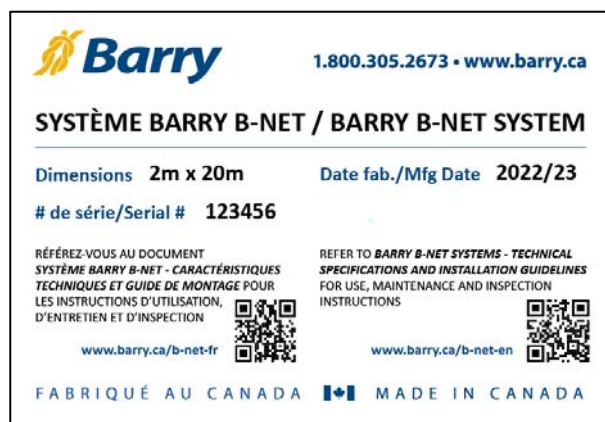 Barry
1.800.305.2673 • www.barry.ca
SYSTÈME BARRY B-NET / BARRY B-NET SYSTEM
Dimensions 2m x 20m
Date fab./Mfg Date 2022/23
# de série/Serial # 123456
RÉFÉREZ-VOUS AU DOCUMENT
SYSTÈME BARRY B-NET - CARACTÉRISTIQUES
TECHNIQUES ET GUIDE DE MONTAGE POUR
LES INSTRUCTIONS D'UTILISATION,
D'ENTRETIEN ET D'INSPECTION
www.barry.ca/b-net-fr
REFER TO BARRY B-NET SYSTEMS - TECHNICAL
SPECIFICATIONS AND INSTALLATION GUIDELINES
FOR USE, MAINTENANCE AND INSPECTION
INSTRUCTIONS
www.barry.ca/b-net-en
FABRIQUÉ AU CANADA MADE IN CANADA